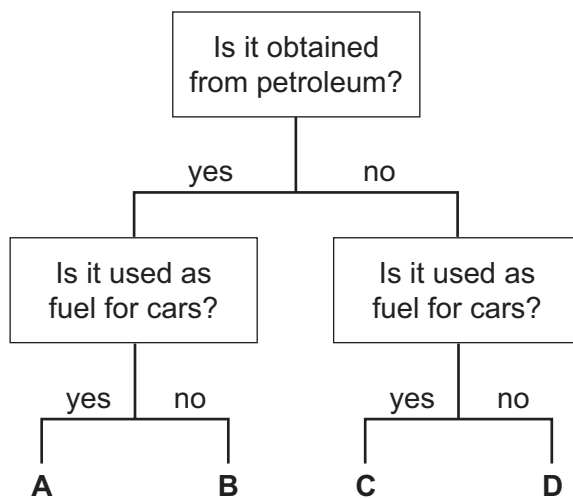 Is it obtained
from petroleum?
yes no
Is it used as
fuel for cars?
Is it used as
fuel for cars?
yes no
yes no
A B C D